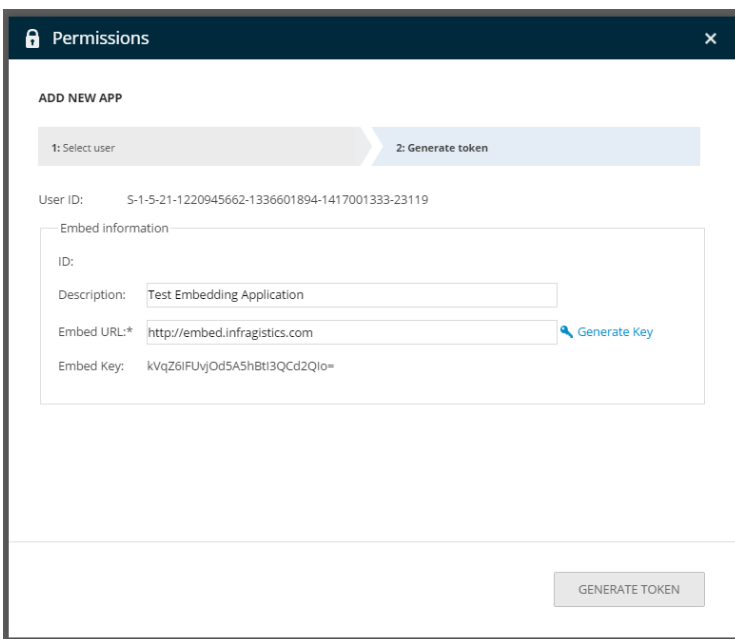 Permissions
ADD NEW APP
1: Select user
2: Generate token
User ID: S-1-5-21-1220945662-1336601894-1417001333-23119
Embed information
ID:
Description: Test Embedding Application
Embed URL:* http://embed.infragistics.com Generate Key
Embed Key: kVqZ6IFUvjOd5A5hBtI3QCd2QIo=
GENERATE TOKEN